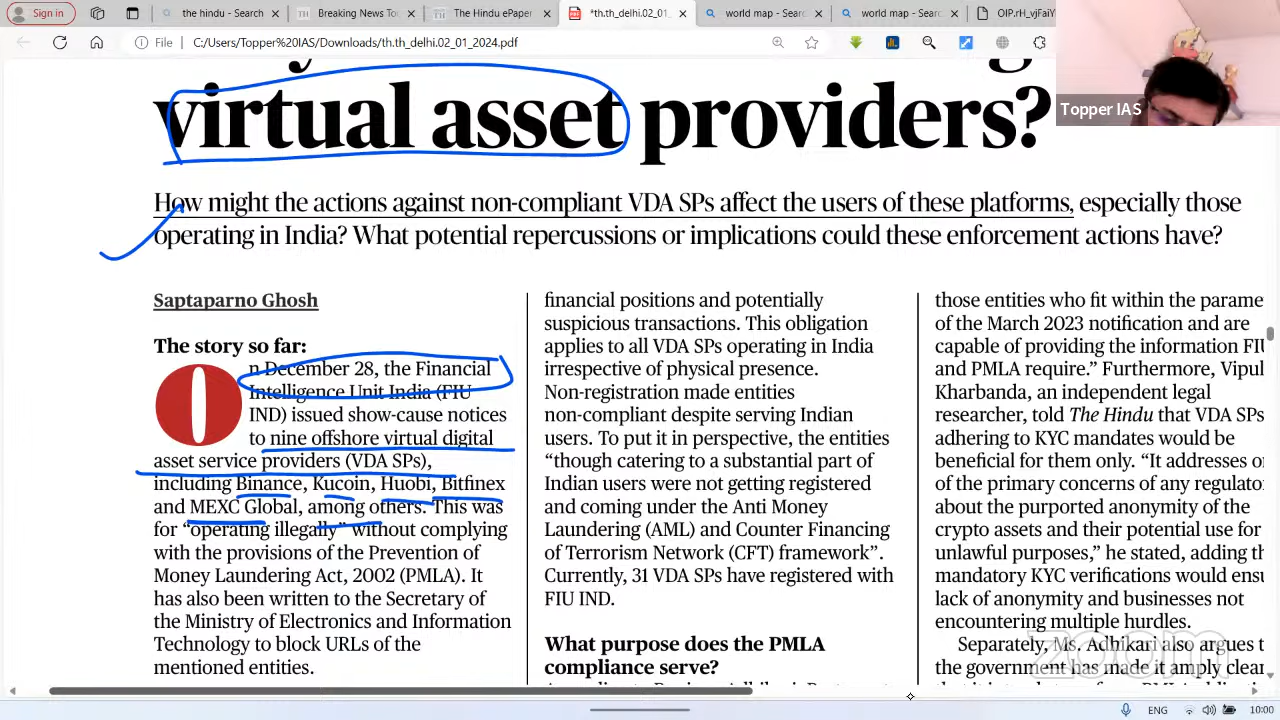 Sign in
the hindu - Search
Breaking News Toc
The Hindu ePaper
*th.th_delhi.02_01
world map - Sear
world map - Sear
OIP.rH_vjFaiY
File
C:/Users/Topper%20IAS/Downloads/th.th_delhi.02_01_2024.pdf
Topper IAS
virtual asset providers?
How might the actions against non-compliant VDA SPs affect the users of these platforms, especially those
operating in India? What potential repercussions or implications could these enforcement actions have?
Saptaparno Ghosh
The story so far:
On December 28, the Financial
Intelligence Unit India (FIU
IND) issued show-cause notices
to nine offshore virtual digital
asset service providers (VDA SPs),
including Binance, Kucoin, Huobi, Bitfinex
and MEXC Global, among others. This was
for “operating illegally” without complying
with the provisions of the Prevention of
Money Laundering Act, 2002 (PMLA). It
has also been written to the Secretary of
the Ministry of Electronics and Information
Technology to block URLs of the
mentioned entities.
financial positions and potentially
suspicious transactions. This obligation
applies to all VDA SPs operating in India
irrespective of physical presence.
Non-registration made entities
non-compliant despite serving Indian
users. To put it in perspective, the entities
“though catering to a substantial part of
Indian users were not getting registered
and coming under the Anti Money
Laundering (AML) and Counter Financing
of Terrorism Network (CFT) framework”.
Currently, 31 VDA SPs have registered with
FIU IND.
What purpose does the PMLA
compliance serve?
those entities who fit within the parame
of the March 2023 notification and are
capable of providing the information FIU
and PMLA require.” Furthermore, Vipul
Kharbanda, an independent legal
researcher, told The Hindu that VDA SPs
adhering to KYC mandates would be
beneficial for them only. “It addresses o
of the primary concerns of any regulator
about the purported anonymity of the
crypto assets and their potential use for
unlawful purposes,” he stated, adding th
mandatory KYC verifications would ensu
lack of anonymity and businesses not
encountering multiple hurdles.
Separately, Ms. Adhikari also argues t
the government has made it amply clear
zoom
ENG
10:00